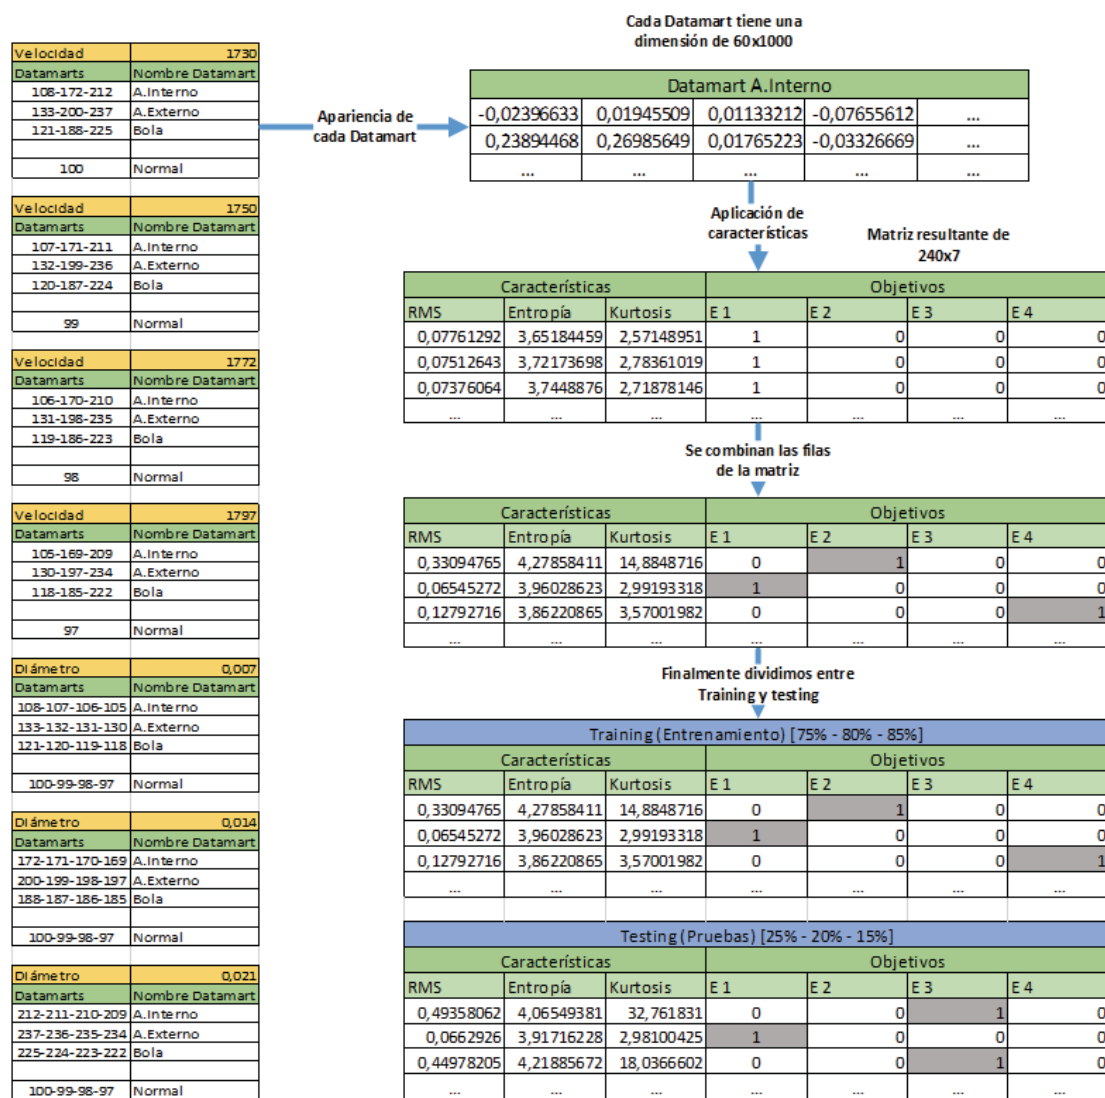 Velocidad 1730
Datamarts Nombre Datamart
108-172-212 A.Interno
133-200-237 A.Externo
121-188-225 Bola
100 Normal
Velocidad 1750
Datamarts Nombre Datamart
107-171-211 A.Interno
132-199-236 A.Externo
120-187-224 Bola
99 Normal
Velocidad 1772
Datamarts Nombre Datamart
106-170-210 A.Interno
131-198-235 A.Externo
119-186-223 Bola
98 Normal
Velocidad 1797
Datamarts Nombre Datamart
105-169-209 A.Interno
130-197-234 A.Externo
118-185-222 Bola
97 Normal
Diámetro 0,007
Datamarts Nombre Datamart
108-107-106-105 A.Interno
133-132-131-130 A.Externo
121-120-119-118 Bola
100-99-98-97 Normal
Diámetro 0,014
Datamarts Nombre Datamart
172-171-170-169 A.Interno
200-199-198-197 A.Externo
188-187-186-185 Bola
100-99-98-97 Normal
Diámetro 0,021
Datamarts Nombre Datamart
212-211-210-209 A.Interno
237-236-235-234 A.Externo
225-224-223-222 Bola
100-99-98-97 Normal
Apariencia de
cada Datamart
Cada Datamart tiene una
dimensión de 60x1000
Datamart A.Interno
-0,02396633 0,01945509 0,01133212 -0,07655612 ...
0,23894468 0,26985649 0,01765223 -0,03326669 ...
... ... ... ... ...
Aplicación de
características
Matriz resultante de
240x7
Características Objetivos
RMS Entropía Kurtosis E 1 E 2 E 3 E 4
0,07761292 3,65184459 2,57148951 1 0 0 0
0,07512643 3,72173698 2,78361019 1 0 0 0
0,07376064 3,7448876 2,71878146 1 0 0 0
... ... ... ... ... ... ...
Se combinan las filas
de la matriz
Características Objetivos
RMS Entropía Kurtosis E 1 E 2 E 3 E 4
0,33094765 4,27858411 14,8848716 0 1 0 0
0,06545272 3,96028623 2,99193318 1 0 0 0
0,12792716 3,86220865 3,57001982 0 0 0 1
... ... ... ... ... ... ...
Finalmente dividimos entre
Training y testing
Training (Entrenamiento) [75% - 80% - 85%]
Características Objetivos
RMS Entropía Kurtosis E 1 E 2 E 3 E 4
0,33094765 4,27858411 14,8848716 0 1 0 0
0,06545272 3,96028623 2,99193318 1 0 0 0
0,12792716 3,86220865 3,57001982 0 0 0 1
... ... ... ... ... ... ...
Testing (Pruebas) [25% - 20% - 15%]
Características Objetivos
RMS Entropía Kurtosis E 1 E 2 E 3 E 4
0,49358062 4,06549381 32,761831 0 0 1 0
0,0662926 3,91716228 2,98100425 1 0 0 0
0,44978205 4,21885672 18,0366602 0 0 1 0
... ... ... ... ... ... ...